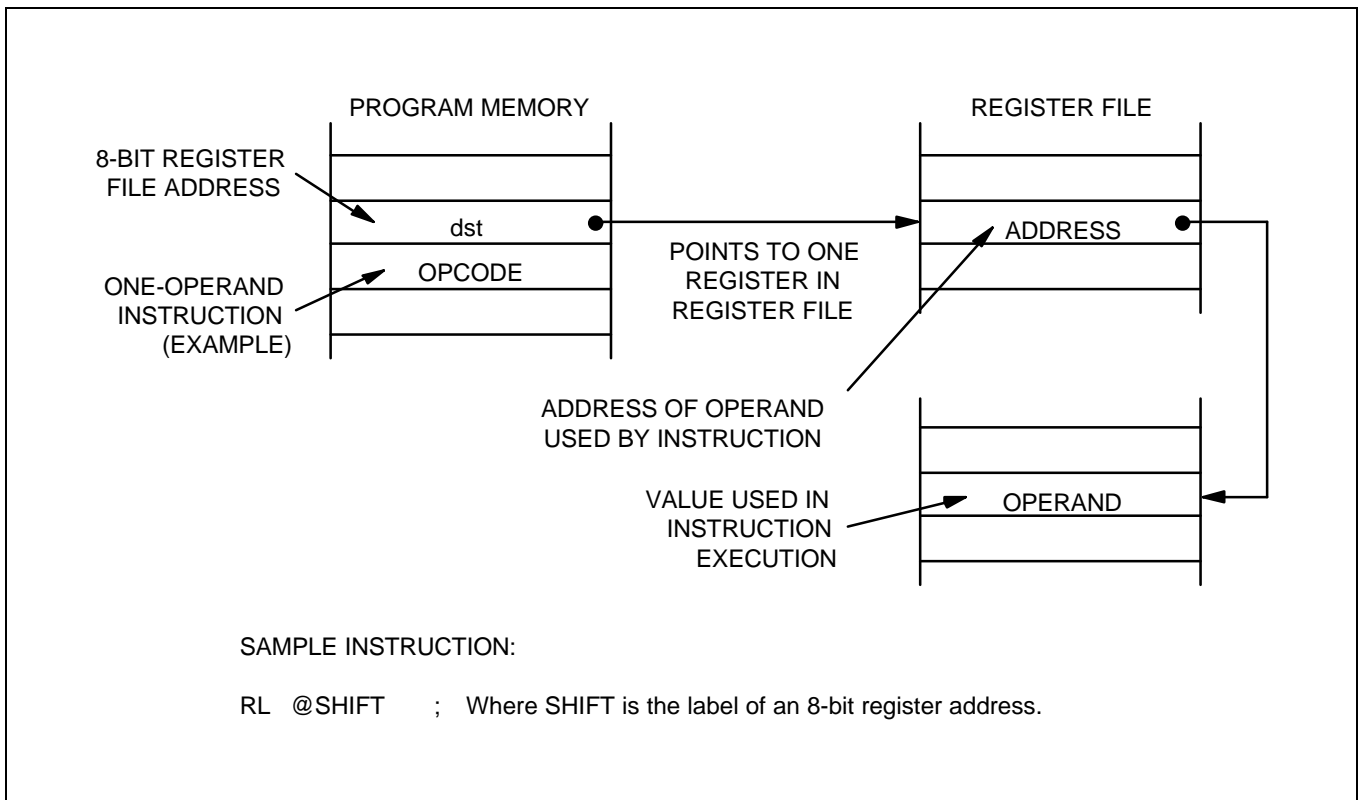 PROGRAM MEMORY
REGISTER FILE
8-BIT REGISTER
FILE ADDRESS
dst
ADDRESS
POINTS TO ONE
REGISTER IN
REGISTER FILE
OPCODE
ONE-OPERAND
INSTRUCTION
(EXAMPLE)
ADDRESS OF OPERAND
USED BY INSTRUCTION
VALUE USED IN
INSTRUCTION
EXECUTION
OPERAND
SAMPLE INSTRUCTION:
RL @SHIFT ; Where SHIFT is the label of an 8-bit register address.